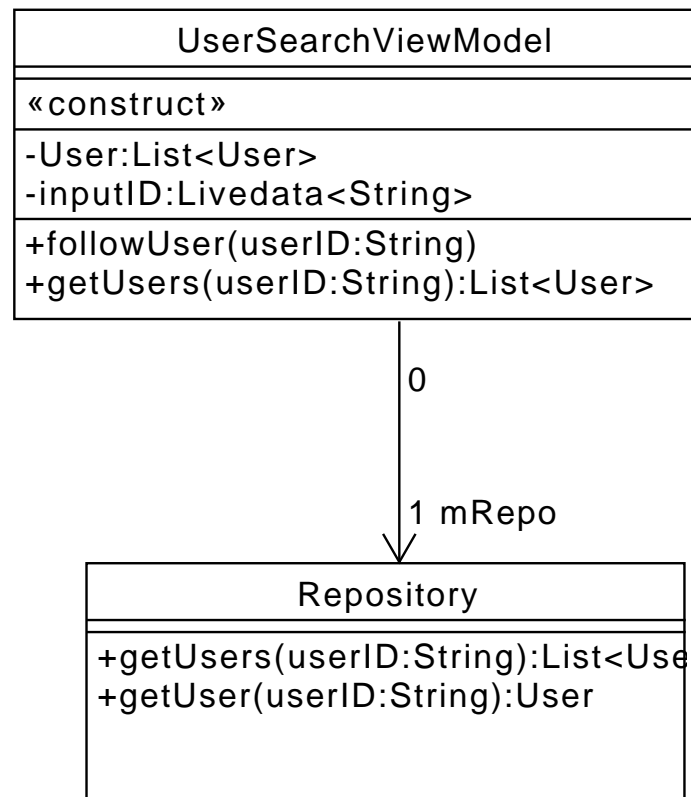 UserSearchViewModel
«construct»
-User:List<User>
-inputID:Livedata<String>
+followUser(userID:String)
+getUsers(userID:String):List<User>
0
1 mRepo
Repository
+getUsers(userID:String):List<Use
+getUser(userID:String):User